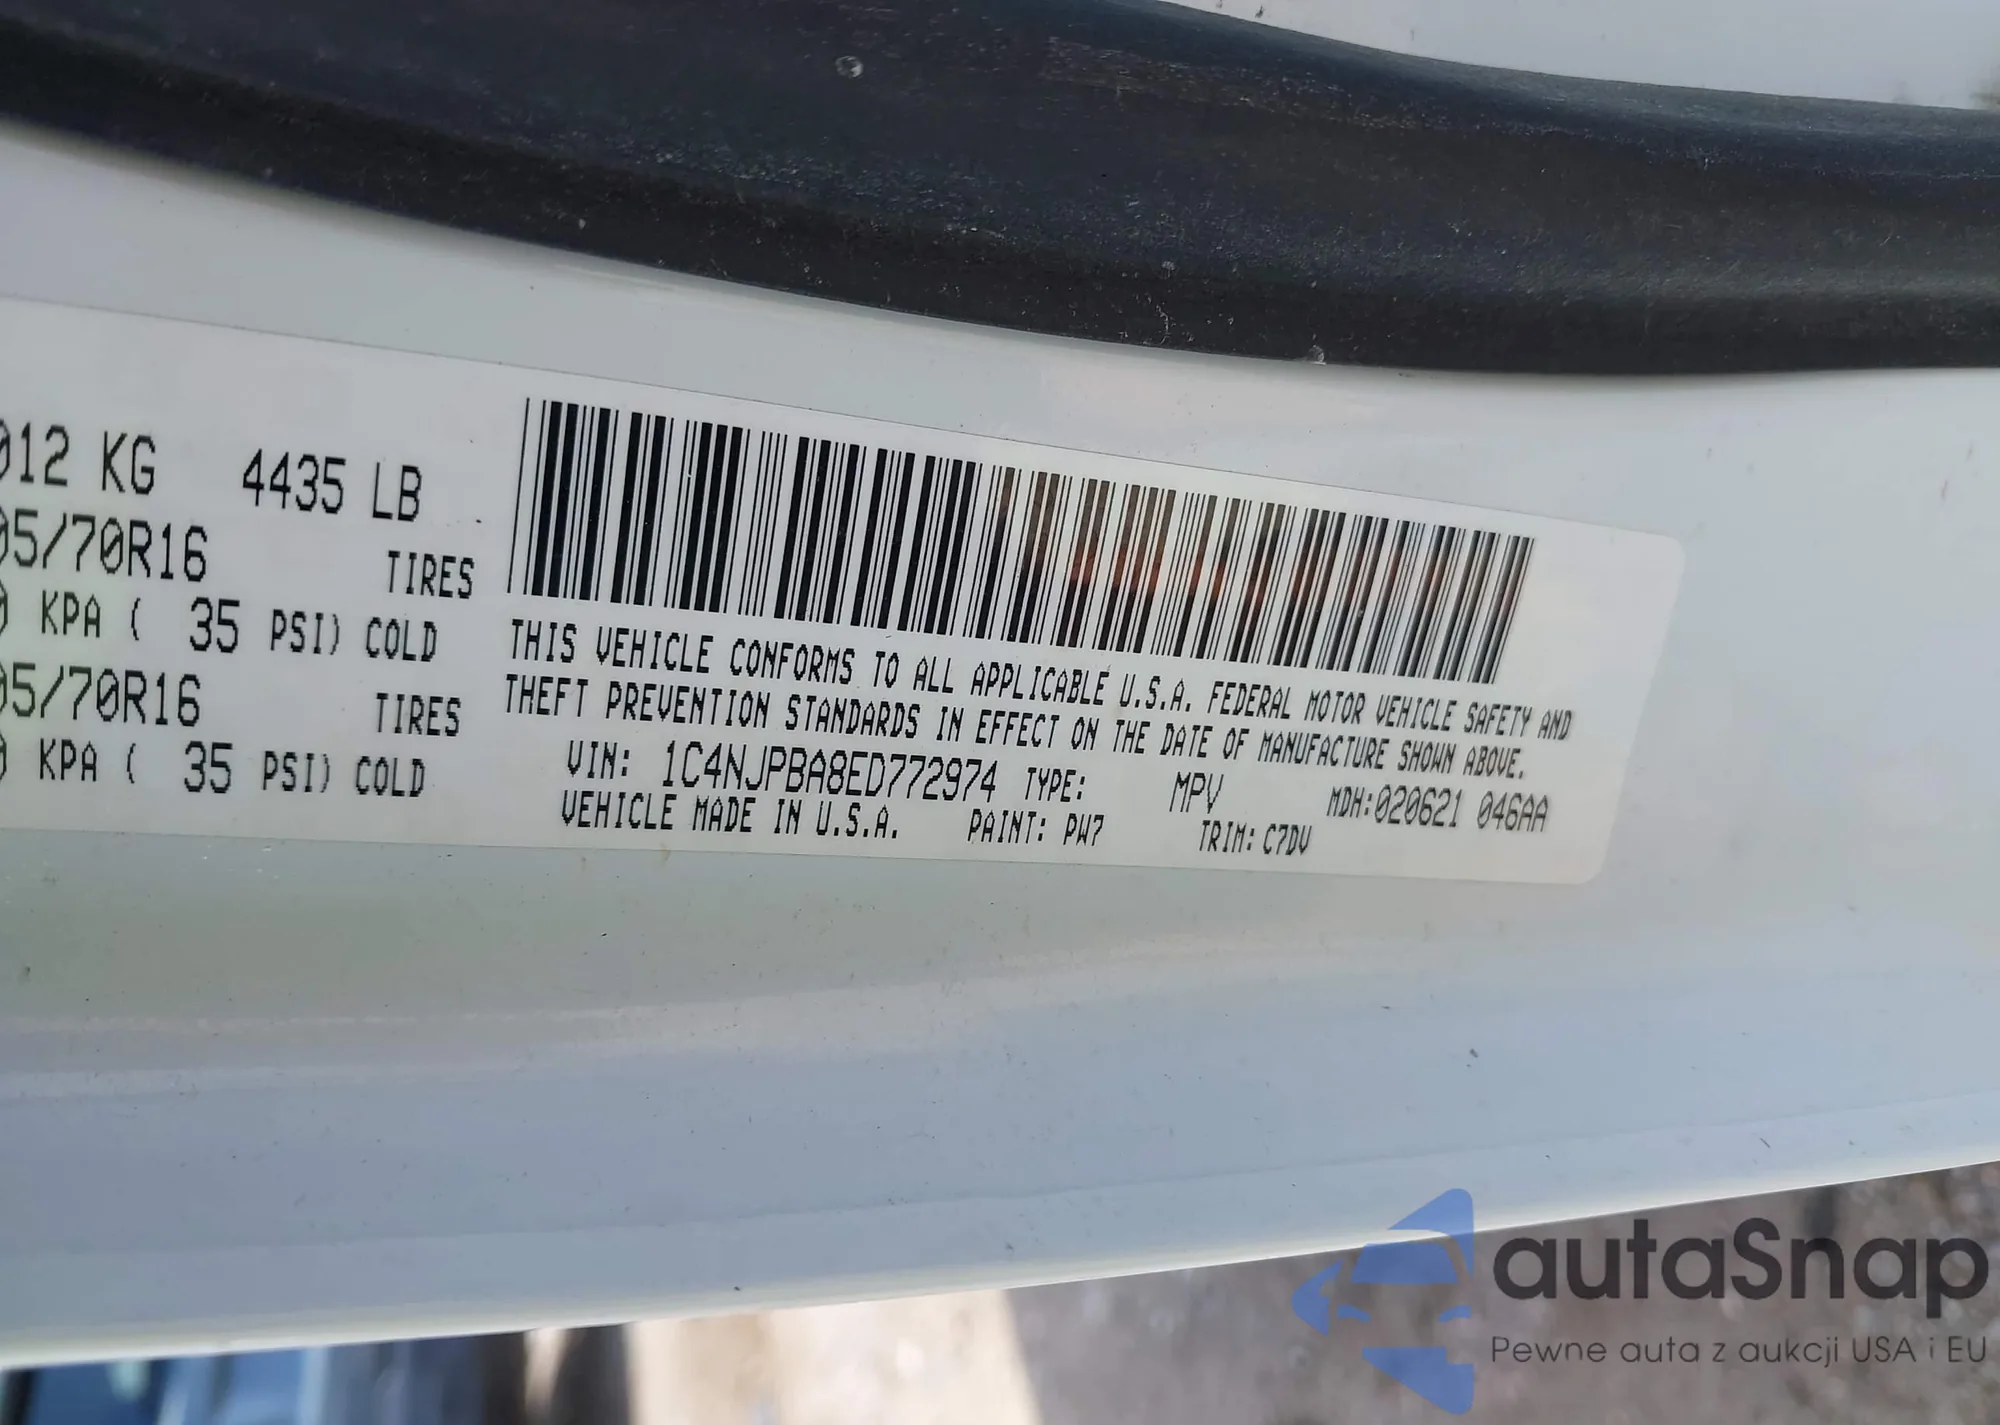 012 KG 4435 LB
05/70R16 TIRES
0 KPA ( 35 PSI) COLD
05/70R16 TIRES
0 KPA ( 35 PSI) COLD
THIS VEHICLE CONFORMS TO ALL APPLICABLE U.S.A. FEDERAL MOTOR VEHICLE SAFETY AND
THEFT PREVENTION STANDARDS IN EFFECT ON THE DATE OF MANUFACTURE SHOWN ABOVE.
VIN: 1C4NJPBA8ED772974 TYPE: MPV MDH:020621 046AA
VEHICLE MADE IN U.S.A. PAINT: PW7 TRIM: C7DV
autaSnap
Pewne auta z aukcji USA i EU